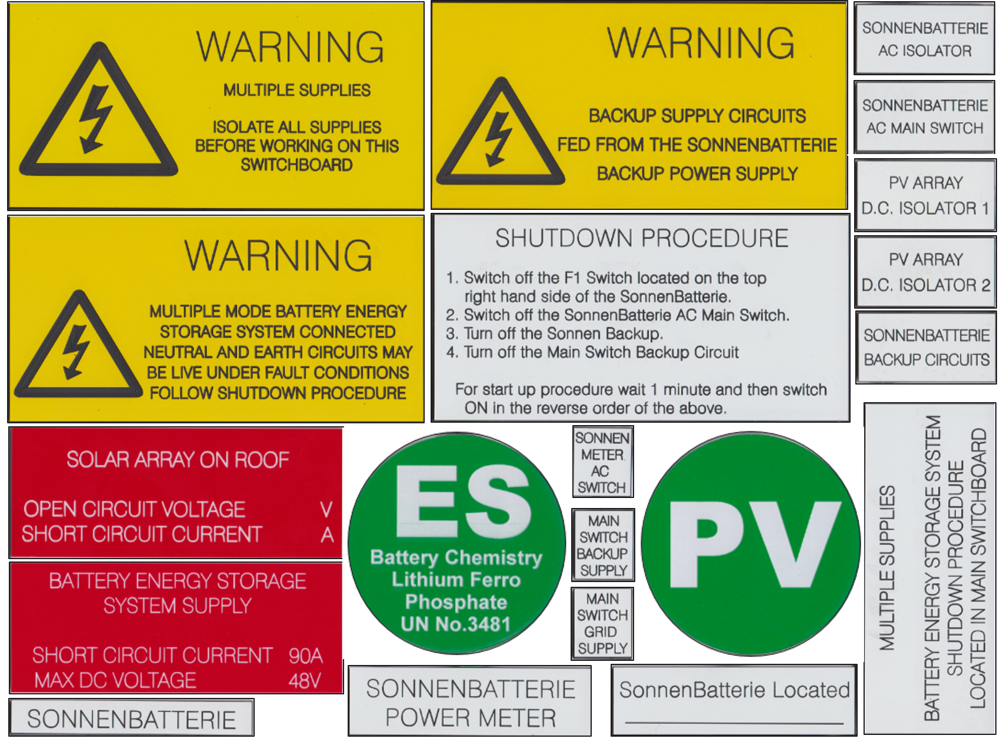 WARNING
MULTIPLE SUPPLIES
ISOLATE ALL SUPPLIES
BEFORE WORKING ON THIS
SWITCHBOARD
WARNING
BACKUP SUPPLY CIRCUITS
FED FROM THE SONNENBATTERIE
BACKUP POWER SUPPLY
SONNENBATTERIE
AC ISOLATOR
SONNENBATTERIE
AC MAIN SWITCH
PV ARRAY
D.C. ISOLATOR 1
PV ARRAY
D.C. ISOLATOR 2
SONNENBATTERIE
BACKUP CIRCUITS
WARNING
MULTIPLE MODE BATTERY ENERGY
STORAGE SYSTEM CONNECTED
NEUTRAL AND EARTH CIRCUITS MAY
BE LIVE UNDER FAULT CONDITIONS
FOLLOW SHUTDOWN PROCEDURE
SHUTDOWN PROCEDURE
1. Switch off the F1 Switch located on the top
right hand side of the SonnenBatterie.
2. Switch off the SonnenBatterie AC Main Switch.
3. Turn off the Sonnen Backup.
4. Turn off the Main Switch Backup Circuit
For start up procedure wait 1 minute and then switch
ON in the reverse order of the above.
SOLAR ARRAY ON ROOF
OPEN CIRCUIT VOLTAGE V
SHORT CIRCUIT CURRENT A
BATTERY ENERGY STORAGE
SYSTEM SUPPLY
SHORT CIRCUIT CURRENT 90A
MAX DC VOLTAGE 48V
SONNENBATTERIE
ES
Battery Chemistry
Lithium Ferro
Phosphate
UN No.3481
SONNEN
METER
AC
SWITCH
MAIN
SWITCH
BACKUP
SUPPLY
MAIN
SWITCH
GRID
SUPPLY
PV
SONNENBATTERIE
POWER METER
SonnenBatterie Located
MULTIPLE SUPPLIES
BATTERY ENERGY STORAGE SYSTEM
SHUTDOWN PROCEDURE
LOCATED IN MAIN SWITCHBOARD